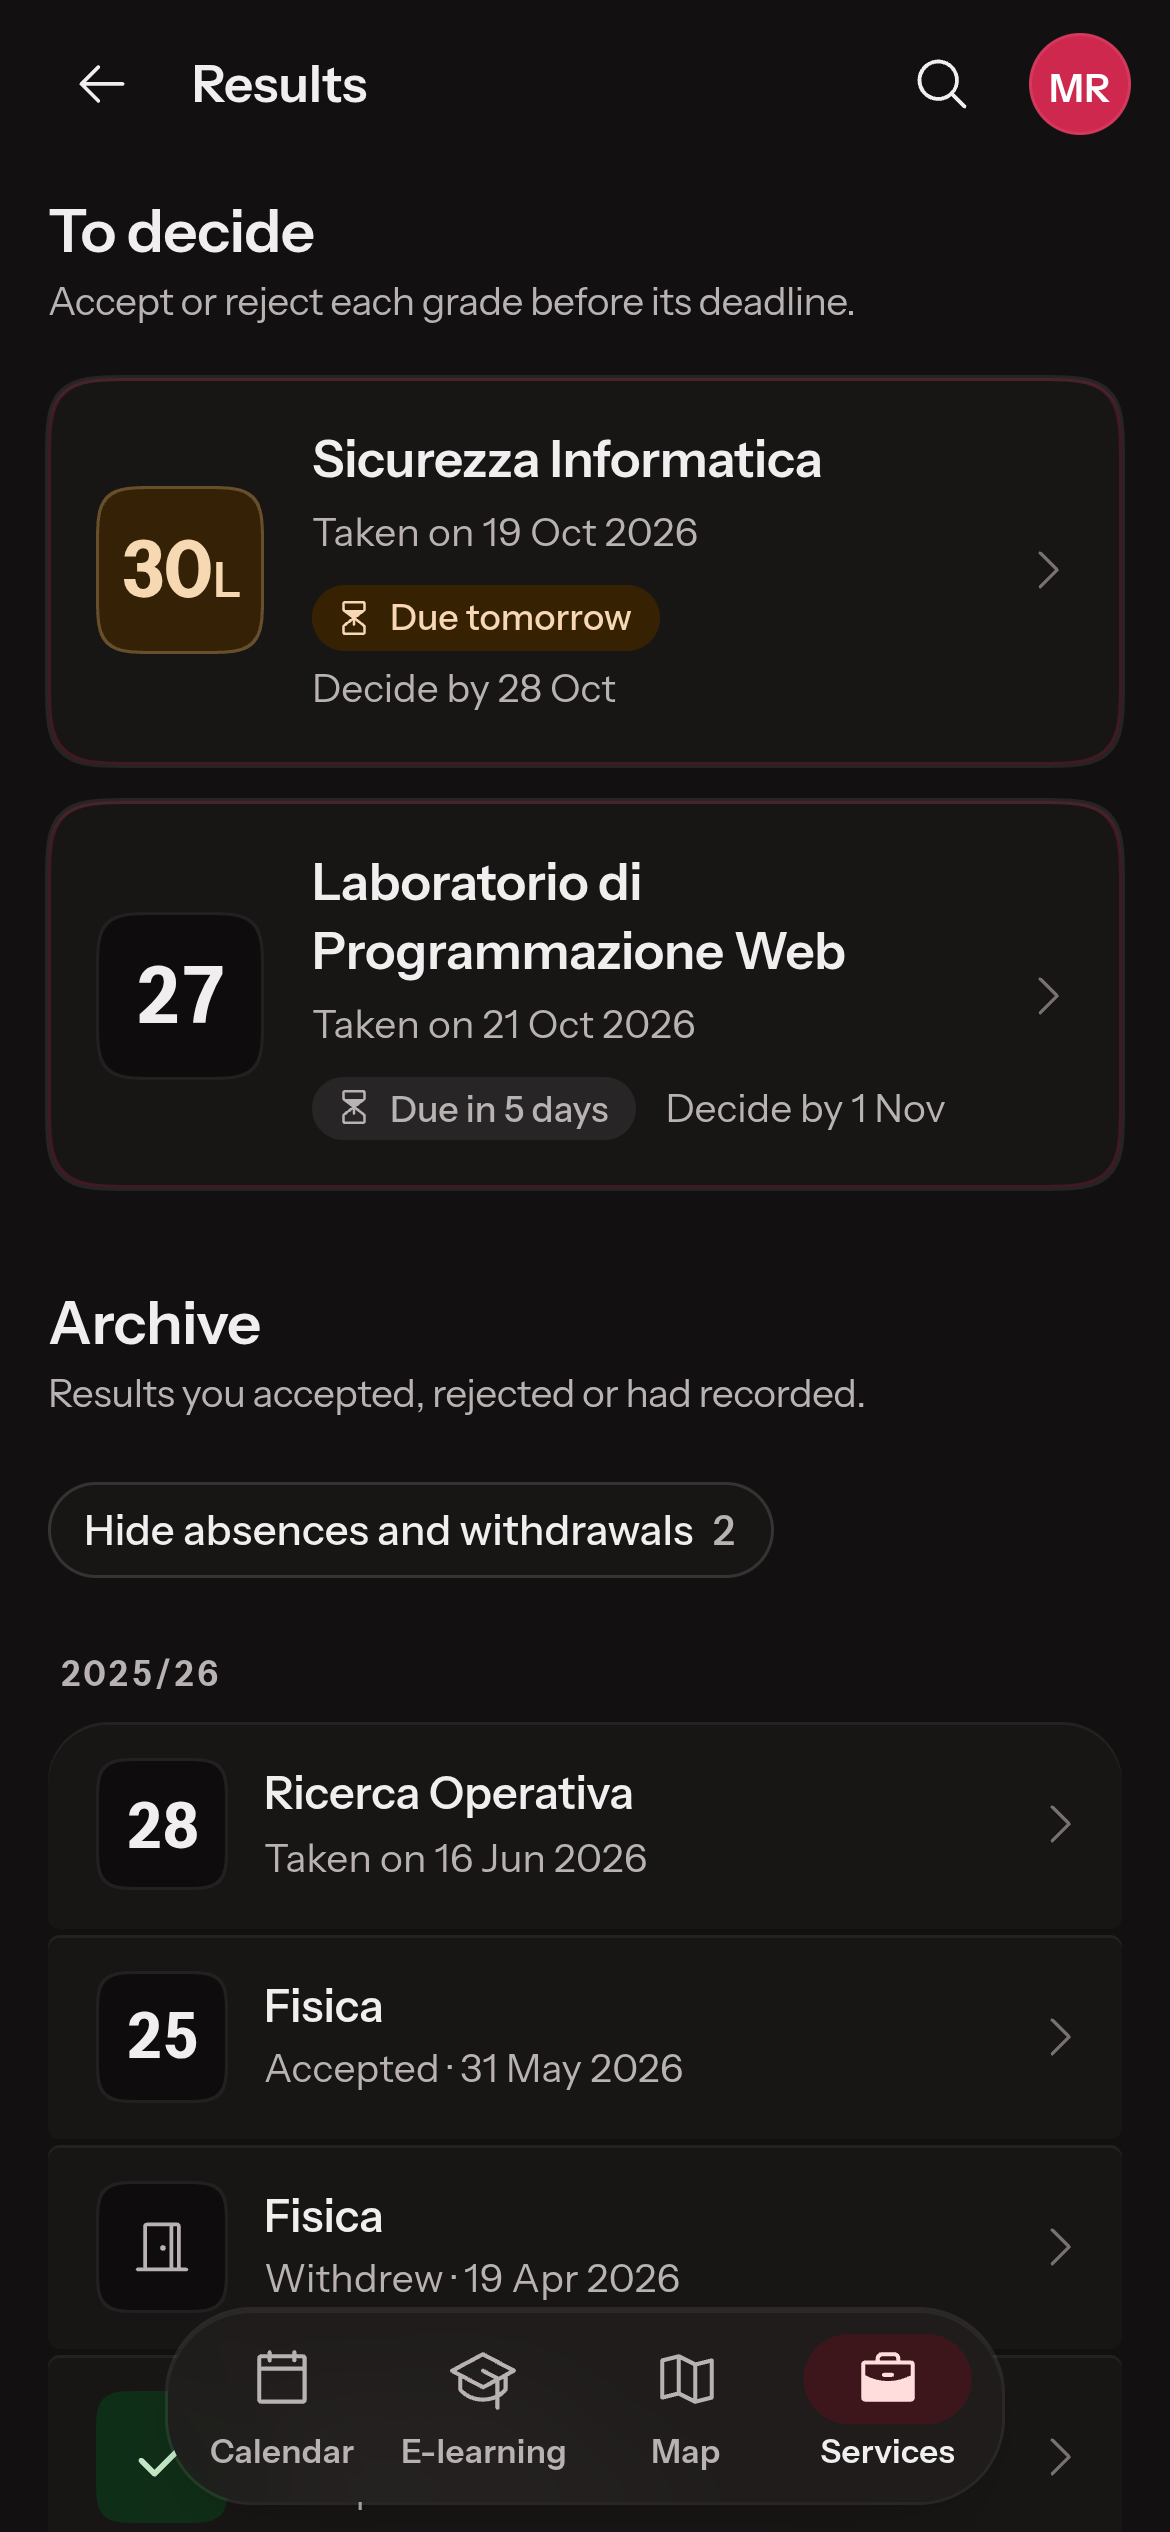 Results
MR
To decide
Accept or reject each grade before its deadline.
Sicurezza Informatica
Taken on 19 Oct 2026
30L
Due tomorrow
Decide by 28 Oct
Laboratorio di
Programmazione Web
27
Taken on 21 Oct 2026
Due in 5 days
Decide by 1 Nov
Archive
Results you accepted, rejected or had recorded.
Hide absences and withdrawals 2
2025/26
28
Ricerca Operativa
Taken on 16 Jun 2026
25
Fisica
Accepted · 31 May 2026
Fisica
Withdrew · 19 Apr 2026
Calendar
E-learning
Map
Services